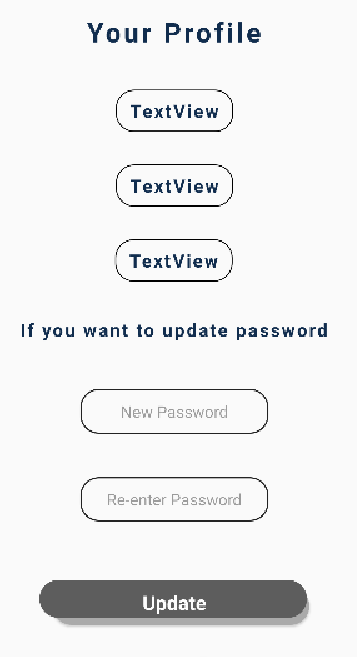 Your Profile
TextView
TextView
TextView
If you want to update password
New Password
Re-enter Password
Update